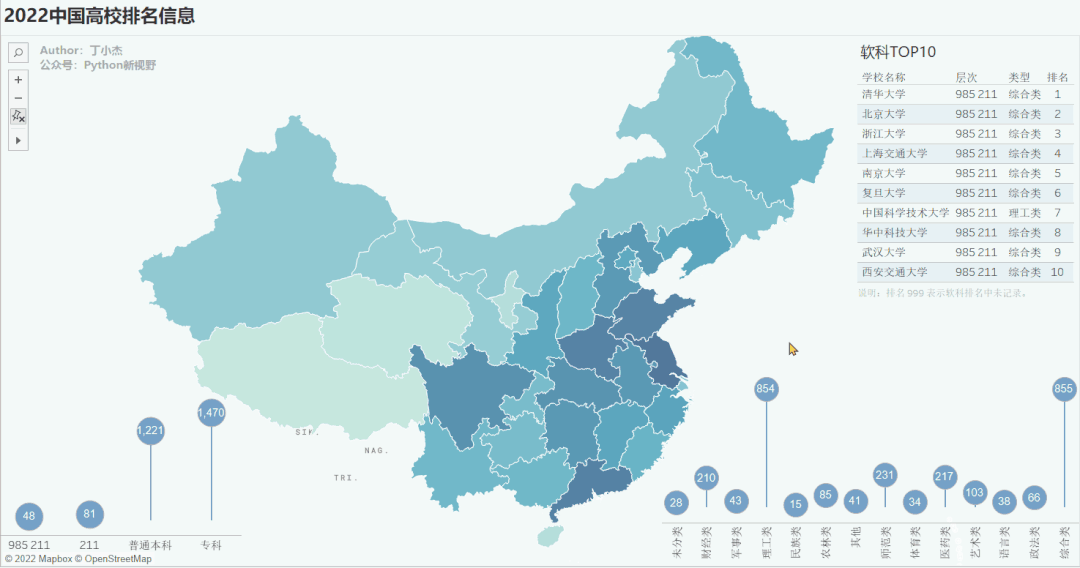 2022中国高校排名信息
Author：丁小杰
公众号：Python新视野
软科TOP10
学校名称 层次 类型 排名
清华大学 985 211 综合类 1
北京大学 985 211 综合类 2
浙江大学 985 211 综合类 3
上海交通大学 985 211 综合类 4
南京大学 985 211 综合类 5
复旦大学 985 211 综合类 6
中国科学技术大学 985 211 理工类 7
华中科技大学 985 211 综合类 8
武汉大学 985 211 综合类 9
西安交通大学 985 211 综合类 10
说明：排名 999 表示软科排名中未记录。
SIK.
NAG.
TRI.
48 81 1,221 1,470
985 211 211 普通本科 专科
28 210 43 854 15 85 41 231 34 217 103 38 66 855
未分类 财经类 军事类 理工类 民族类 农林类 其他 师范类 体育类 医药类 艺术类 语言类 政法类 综合类
© 2022 Mapbox © OpenStreetMap